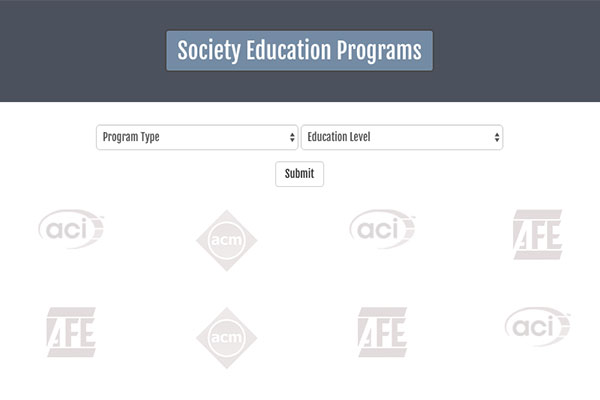 Society Education Programs
Program Type
Education Level
Submit
aci
acm
aci
AFE
AFE
acm
AFE
aci